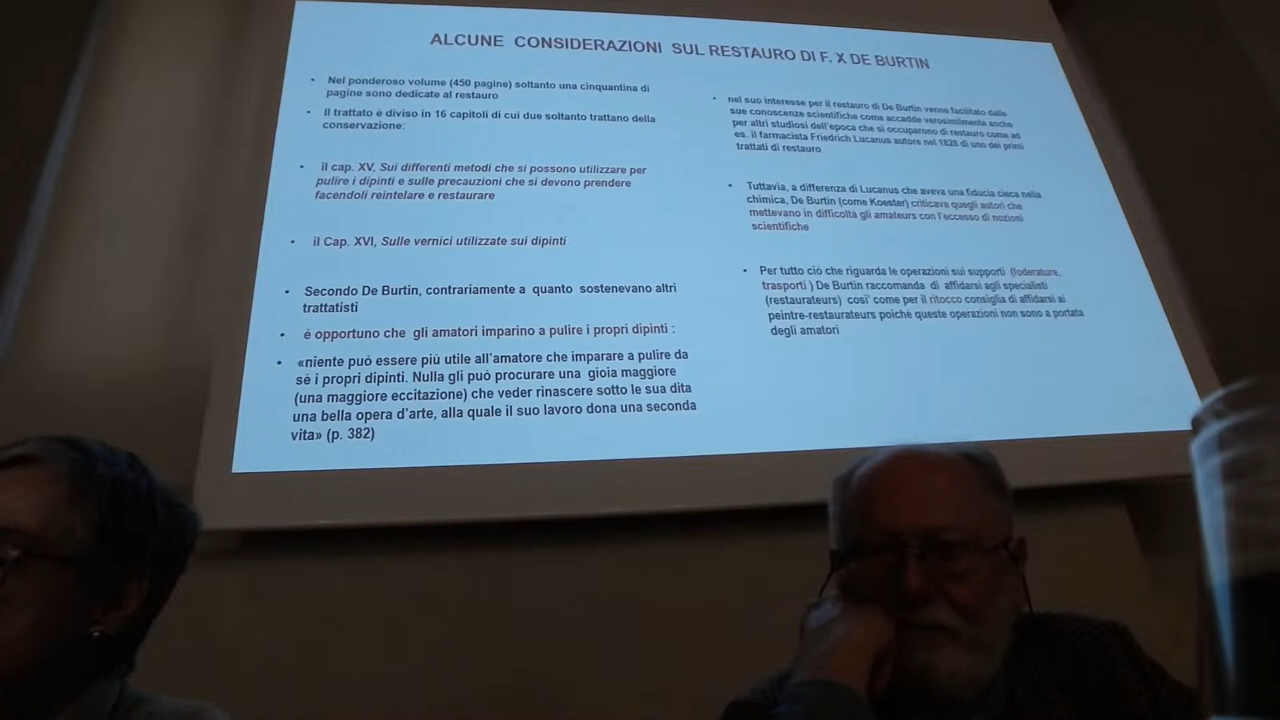 ALCUNE CONSIDERAZIONI SUL RESTAURO DI F. X DE BURTIN
• Nel ponderoso volume (450 pagine) soltanto una cinquantina di
pagine sono dedicate al restauro
• Il trattato è diviso in 16 capitoli di cui due soltanto trattano della
conservazione:
• il cap. XV, Sui differenti metodi che si possono utilizzare per
pulire i dipinti e sulle precauzioni che si devono prendere
facendoli reintelare e restaurare
• il Cap. XVI, Sulle vernici utilizzate sui dipinti
• Secondo De Burtin, contrariamente a quanto sostenevano altri
trattatisti
• è opportuno che gli amatori imparino a pulire i propri dipinti :
• «niente può essere più utile all'amatore che imparare a pulire da
sé i propri dipinti. Nulla gli può procurare una gioia maggiore
(una maggiore eccitazione) che veder rinascere sotto le sua dita
una bella opera d'arte, alla quale il suo lavoro dona una seconda
vita» (p. 382)
• nel suo interesse per il restauro di De Burtin venne facilitato dalle
sue conoscenze scientifiche come accadde verosimilmente anche
per altri studiosi dell'epoca che si occuparono di restauro come ad
es. il farmacista Friedrich Lucanus autore nel 1828 di uno dei primi
trattati di restauro
• Tuttavia, a differenza di Lucanus che aveva una fiducia cieca nella
chimica, De Burtin (come Koester) criticava quegli autori che
mettevano in difficoltà gli amateurs con l'eccesso di nozioni
scientifiche
• Per tutto ciò che riguarda le operazioni sui supporti (foderature,
trasporti ) De Burtin raccomanda di affidarsi agli specialisti
(restaurateurs) cosi' come per il ritocco consiglia di affidarsi ai
peintre-restaurateurs poiche queste operazioni non sono a portata
degli amatori